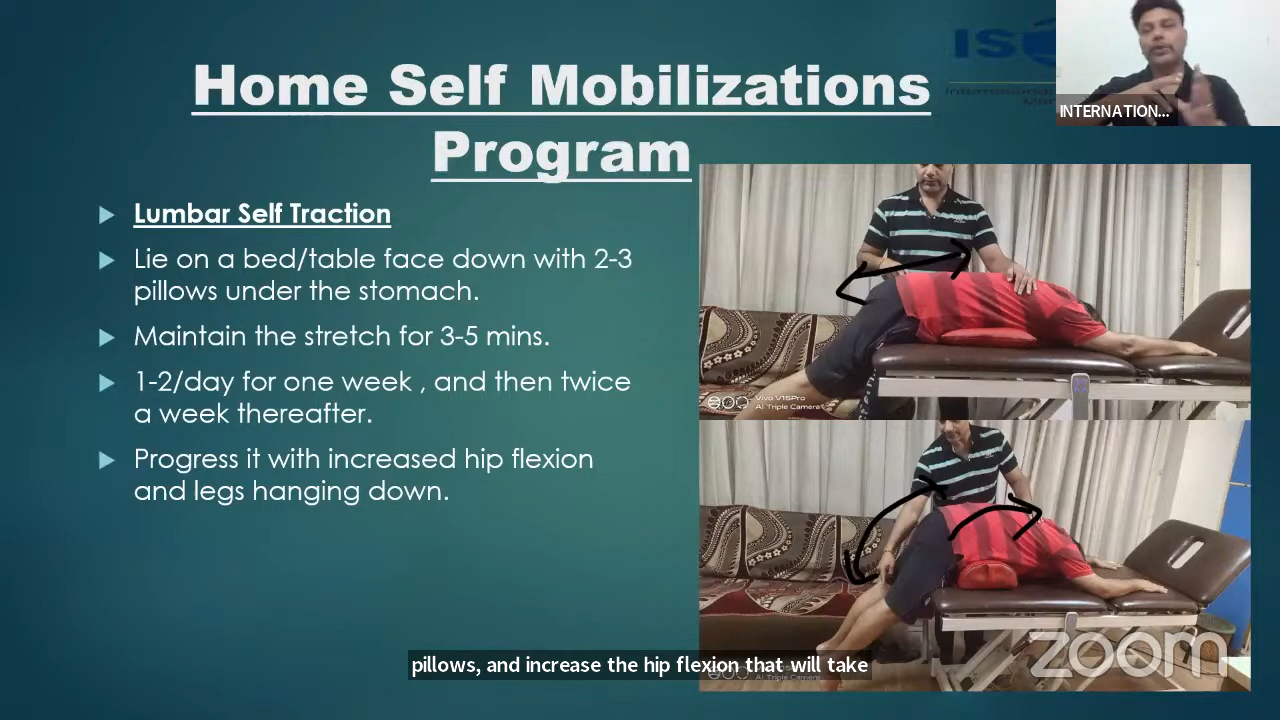 Home Self Mobilizations
Program
Lumbar Self Traction
Lie on a bed/table face down with 2-3
pillows under the stomach.
Maintain the stretch for 3-5 mins.
1-2/day for one week , and then twice
a week thereafter.
Progress it with increased hip flexion
and legs hanging down.
INTERNATION...
Vivo V15Pro
AI Triple Camera
zoom
AI Triple Camera
pillows, and increase the hip flexion that will take